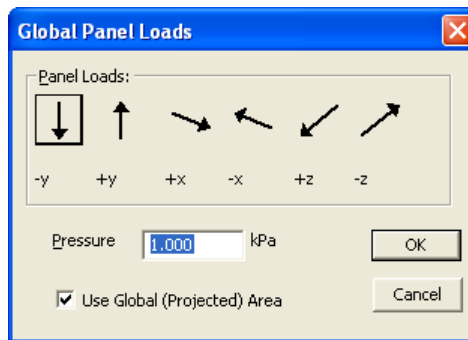 Global Panel Loads
Panel Loads:
-y +y +x -x +z -z
Pressure 1.000 kPa OK
Use Global (Projected) Area Cancel